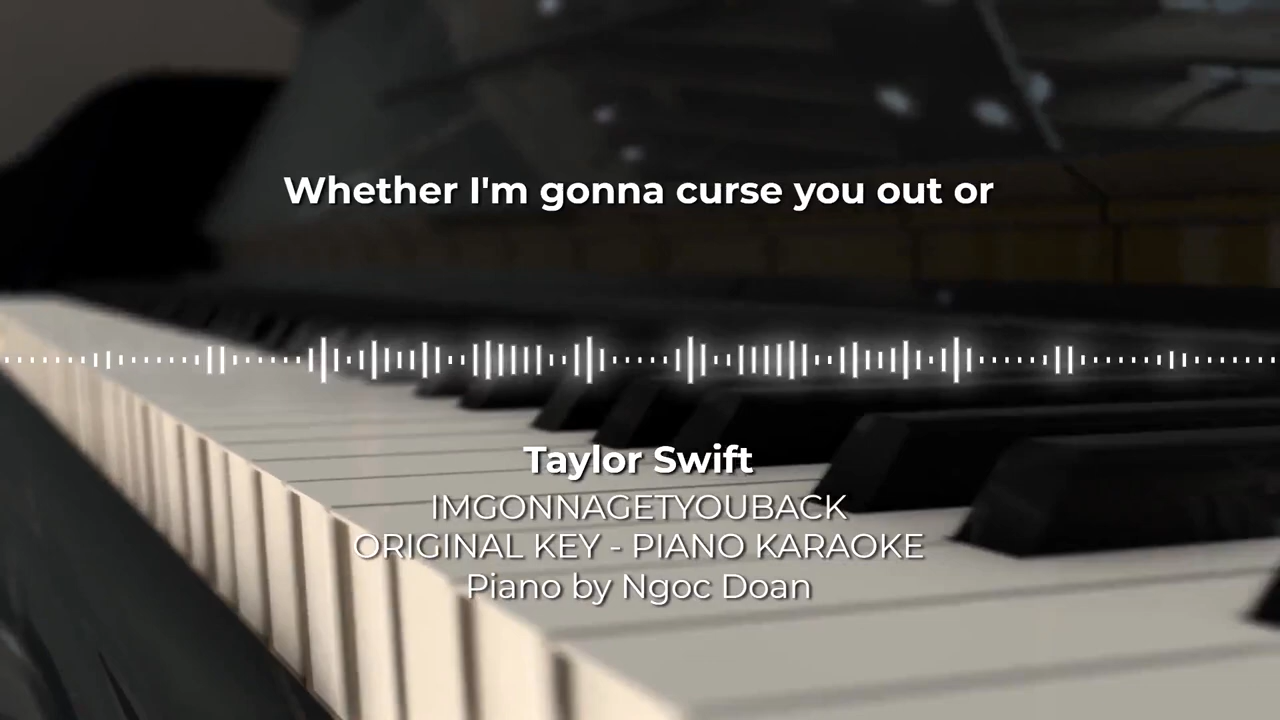 Whether I'm gonna curse you out or
Taylor Swift
IMGONNAGETYOUBACK
ORIGINAL KEY - PIANO KARAOKE
Piano by Ngoc Doan